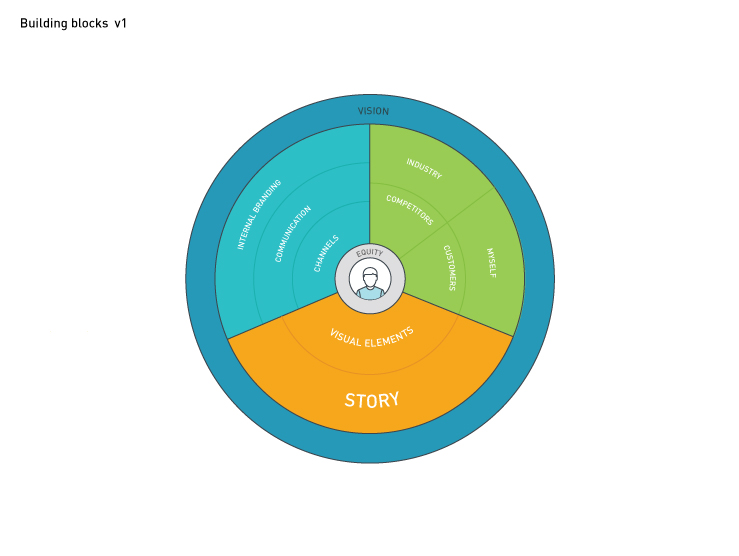 Building blocks v1
VISION
INDUSTRY
INTERNAL BRANDING
COMPETITORS
COMMUNICATION
CHANNELS
EQUITY
CUSTOMERS
MYSELF
VISUAL ELEMENTS
STORY